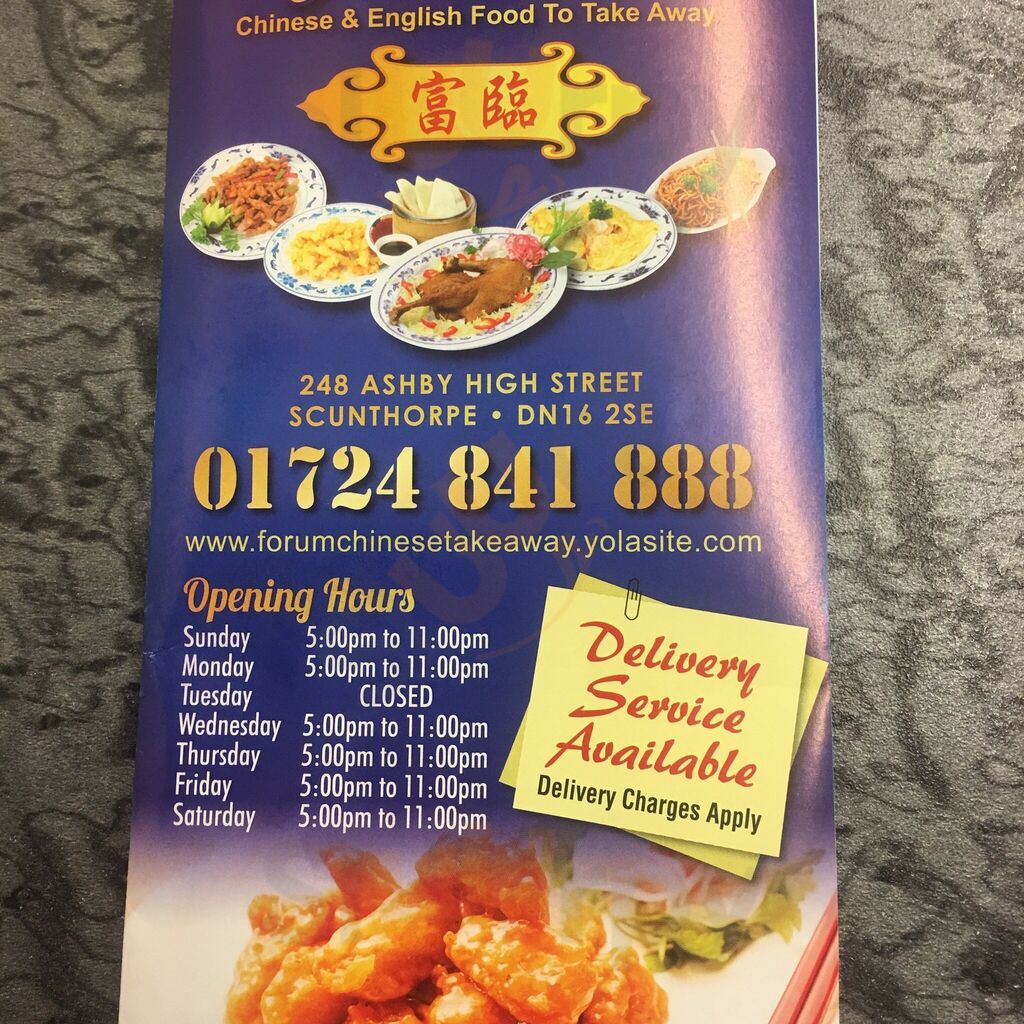 Chinese & English Food To Take Away
富臨
248 ASHBY HIGH STREET
SCUNTHORPE • DN16 2SE
01724 841 888
www.forumchinesetakeaway.yolasite.com
Opening Hours
Sunday 5:00pm to 11:00pm
Monday 5:00pm to 11:00pm
Tuesday CLOSED
Wednesday 5:00pm to 11:00pm
Thursday 5:00pm to 11:00pm
Friday 5:00pm to 11:00pm
Saturday 5:00pm to 11:00pm
Delivery
Service
Available
Delivery Charges Apply